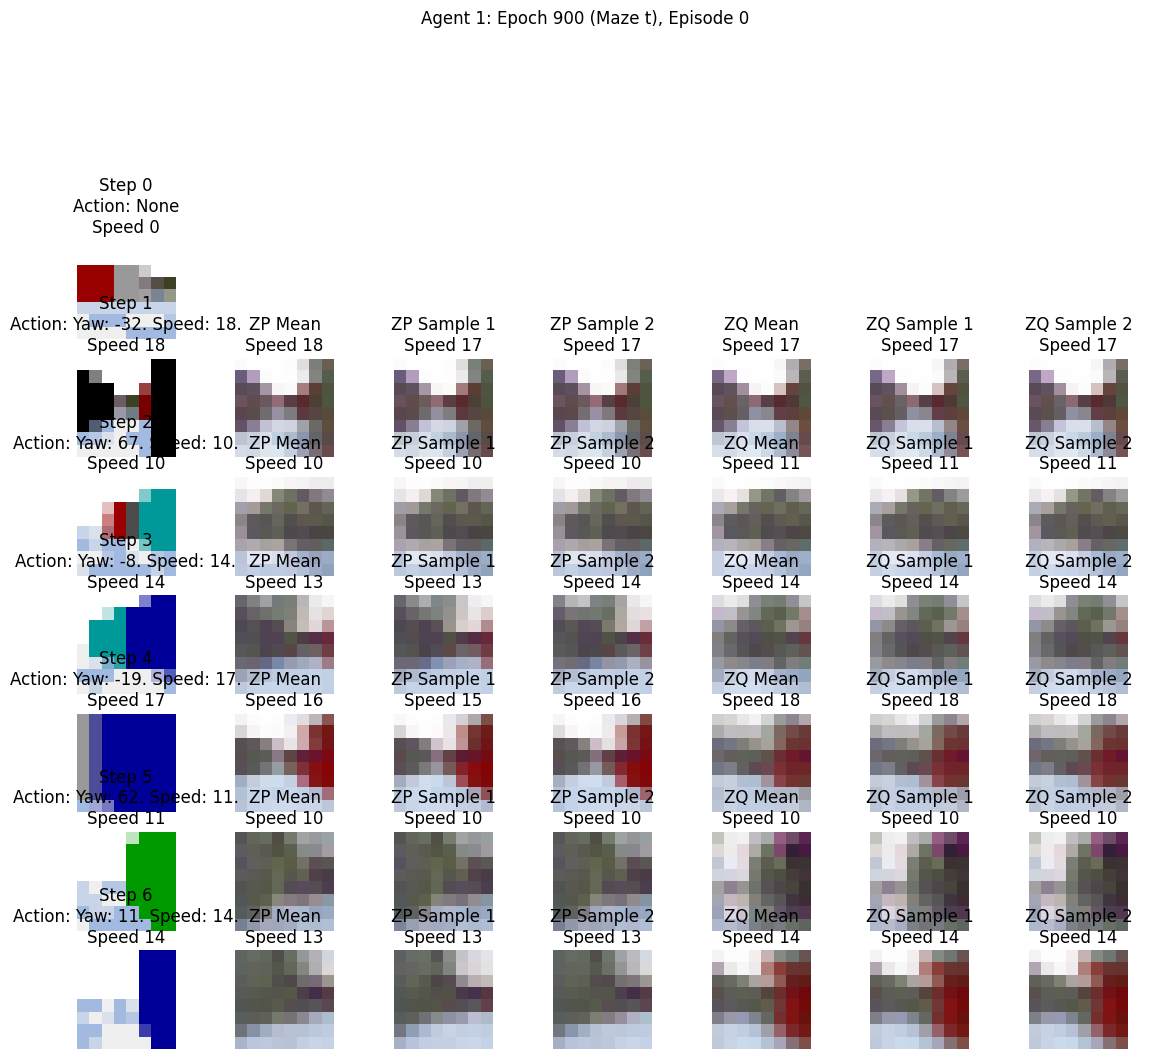 Agent 1: Epoch 900 (Maze t), Episode 0
Step 0
Action: None
Speed 0
Step 1
Action: Yaw: -32. Speed: 18.
Speed 18
ZP Mean
Speed 18
ZP Sample 1
Speed 17
ZP Sample 2
Speed 17
ZQ Mean
Speed 17
ZQ Sample 1
Speed 17
ZQ Sample 2
Speed 17
Step 2
Action: Yaw: 67. Speed: 10.
Speed 10
ZP Mean
Speed 10
ZP Sample 1
Speed 10
ZP Sample 2
Speed 10
ZQ Mean
Speed 11
ZQ Sample 1
Speed 11
ZQ Sample 2
Speed 11
Step 3
Action: Yaw: -8. Speed: 14.
Speed 14
ZP Mean
Speed 13
ZP Sample 1
Speed 13
ZP Sample 2
Speed 14
ZQ Mean
Speed 14
ZQ Sample 1
Speed 14
ZQ Sample 2
Speed 14
Step 4
Action: Yaw: -19. Speed: 17.
Speed 17
ZP Mean
Speed 16
ZP Sample 1
Speed 15
ZP Sample 2
Speed 16
ZQ Mean
Speed 18
ZQ Sample 1
Speed 18
ZQ Sample 2
Speed 18
Step 5
Action: Yaw: 62. Speed: 11.
Speed 11
ZP Mean
Speed 10
ZP Sample 1
Speed 10
ZP Sample 2
Speed 10
ZQ Mean
Speed 10
ZQ Sample 1
Speed 10
ZQ Sample 2
Speed 10
Step 6
Action: Yaw: 11. Speed: 14.
Speed 14
ZP Mean
Speed 13
ZP Sample 1
Speed 13
ZP Sample 2
Speed 13
ZQ Mean
Speed 14
ZQ Sample 1
Speed 14
ZQ Sample 2
Speed 14